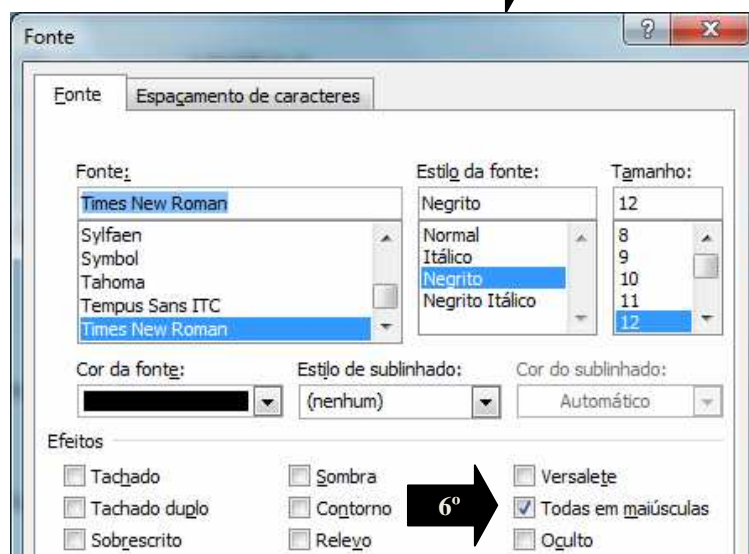 Fonte
Fonte Espaçamento de caracteres
Fonte: Estilo da fonte: Tamanho:
Times New Roman Negrito 12
Sylfaen Normal 8
Symbol Itálico 9
Tahoma Negrito 10
Tempus Sans ITC Negrito Itálico 11
Times New Roman 12
Cor da fonte: Estilo de sublinhado: Cor do sublinhado:
(nenhum) Automático
Efeitos
Tachado Sombra Versalete
Tachado duplo Contorno 6º Todas em maiúsculas
Sobrescrito Relevo Oculto